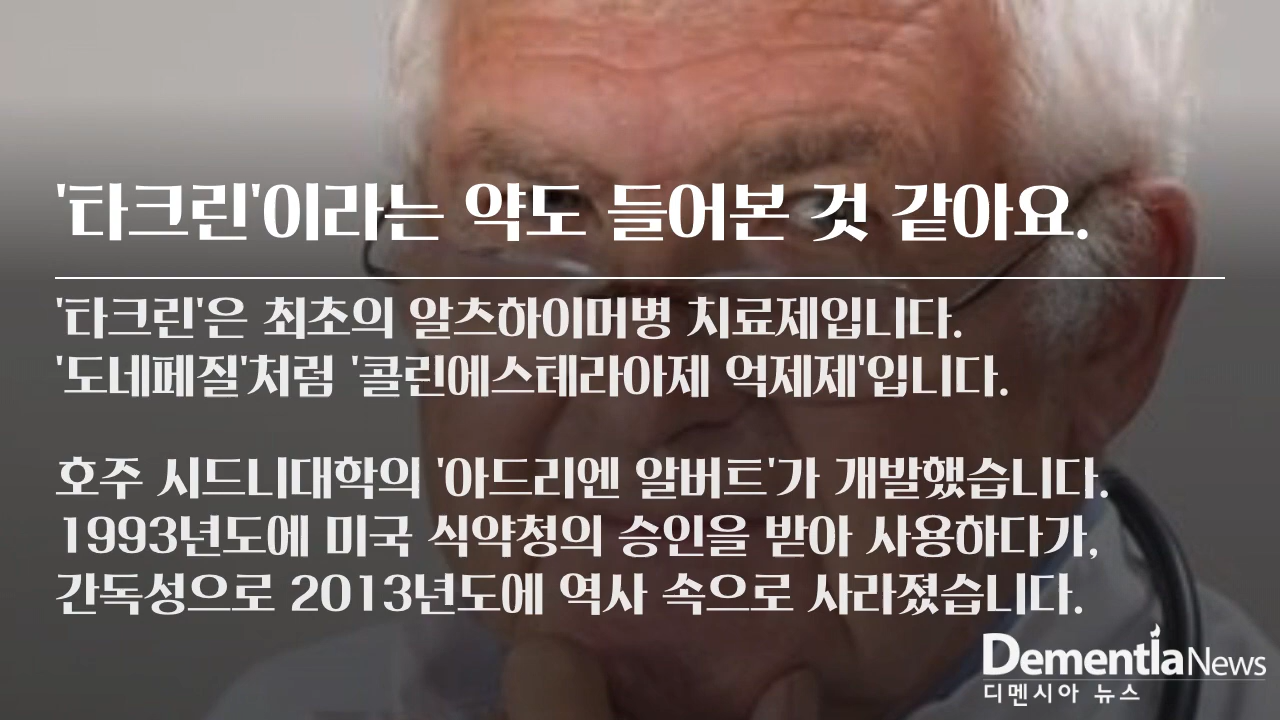 '타크린'이라는 약도 들어본 것 같아요.
'타크린'은 최초의 알츠하이머병 치료제입니다.
'도네페질'처럼 '콜린에스테라아제 억제제'입니다.
호주 시드니대학의 '아드리엔 알버트'가 개발했습니다.
1993년도에 미국 식약청의 승인을 받아 사용하다가,
간독성으로 2013년도에 역사 속으로 사라졌습니다.
Dementia News
디멘시아 뉴스